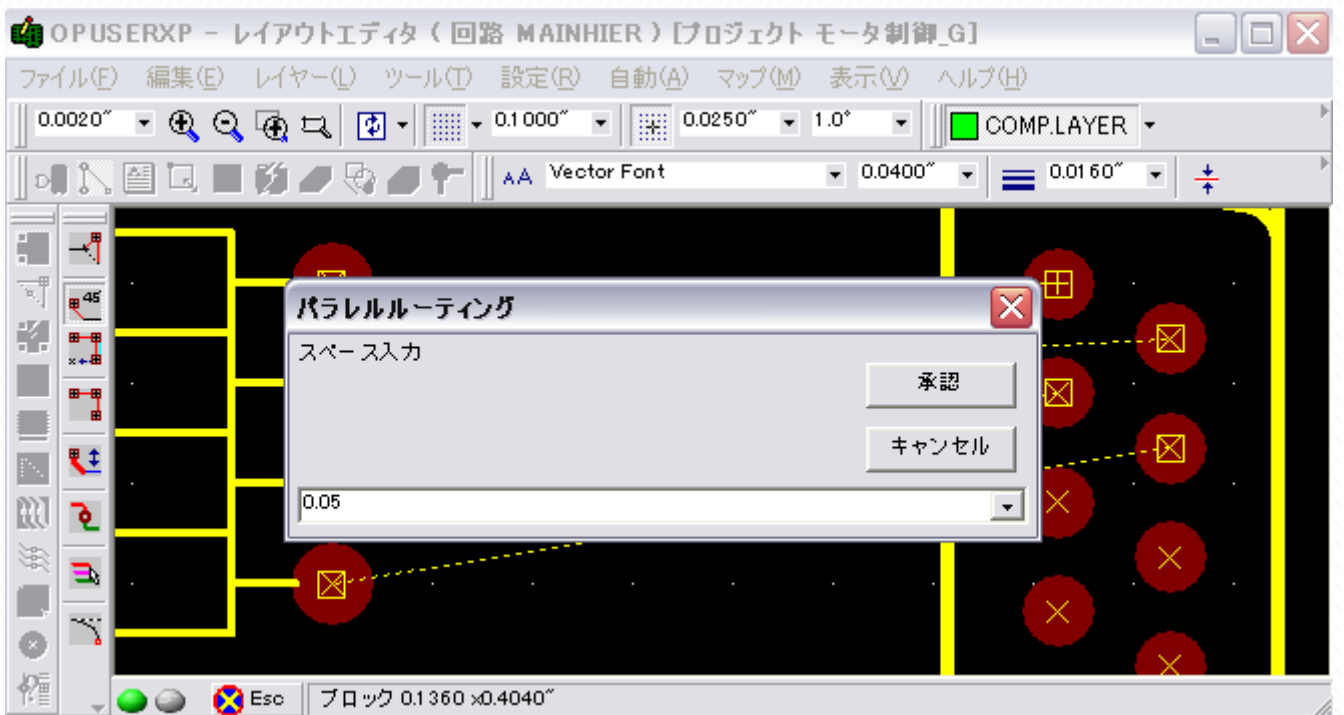 OPUSERXP - レイアウトエディタ ( 回路 MAINHIER ) [プロジェクト モータ制御_G]
ファイル(F) 編集(E) レイヤー(L) ツール(T) 設定(R) 自動(A) マップ(M) 表示(V) ヘルプ(H)
0.0020″ 0.1000″ 0.0250″ 1.0° COMP.LAYER
AA Vector Font 0.0400″ 0.0160″
45
パラレルルーティング
スペース入力
承認
キャンセル
0.05
Esc ブロック 0.1360 x0.4040″